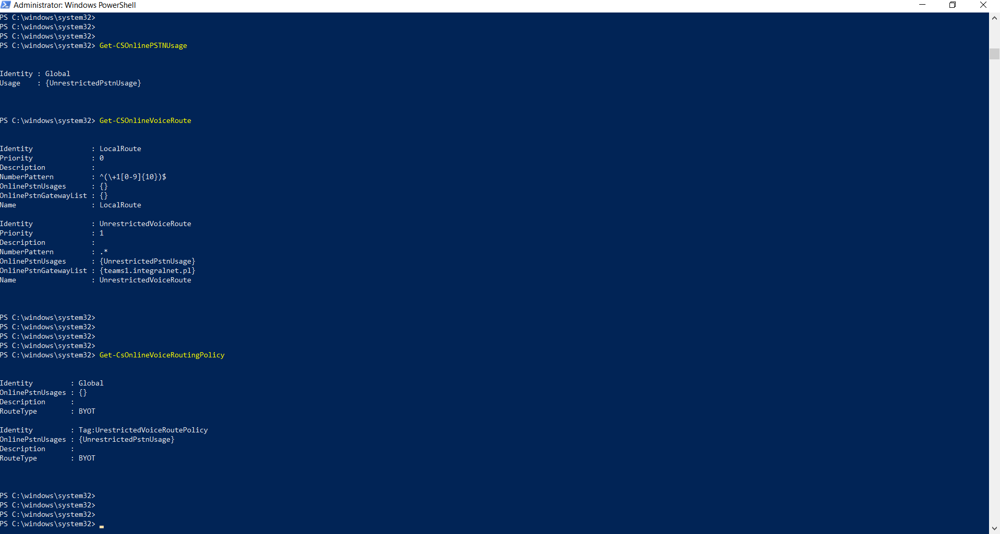 Administrator: Windows PowerShell
PS C:\windows\system32>
PS C:\windows\system32>
PS C:\windows\system32>
PS C:\windows\system32> Get-CSOnlinePSTNUsage
Identity : Global
Usage    : {UnrestrictedPstnUsage}
PS C:\windows\system32> Get-CSOnlineVoiceRoute
Identity              : LocalRoute
Priority              : 0
Description           :
NumberPattern         : ^(\+1[0-9]{10})$
OnlinePstnUsages      : {}
OnlinePstnGatewayList : {}
Name                  : LocalRoute
Identity              : UnrestrictedVoiceRoute
Priority              : 1
Description           :
NumberPattern         : .*
OnlinePstnUsages      : {UnrestrictedPstnUsage}
OnlinePstnGatewayList : {teams1.integralnet.pl}
Name                  : UnrestrictedVoiceRoute
PS C:\windows\system32>
PS C:\windows\system32>
PS C:\windows\system32>
PS C:\windows\system32>
PS C:\windows\system32> Get-CsOnlineVoiceRoutingPolicy
Identity         : Global
OnlinePstnUsages : {}
Description      :
RouteType        : BYOT
Identity         : Tag:UrestrictedVoiceRoutePolicy
OnlinePstnUsages : {UnrestrictedPstnUsage}
Description      :
RouteType        : BYOT
PS C:\windows\system32>
PS C:\windows\system32>
PS C:\windows\system32>
PS C:\windows\system32>